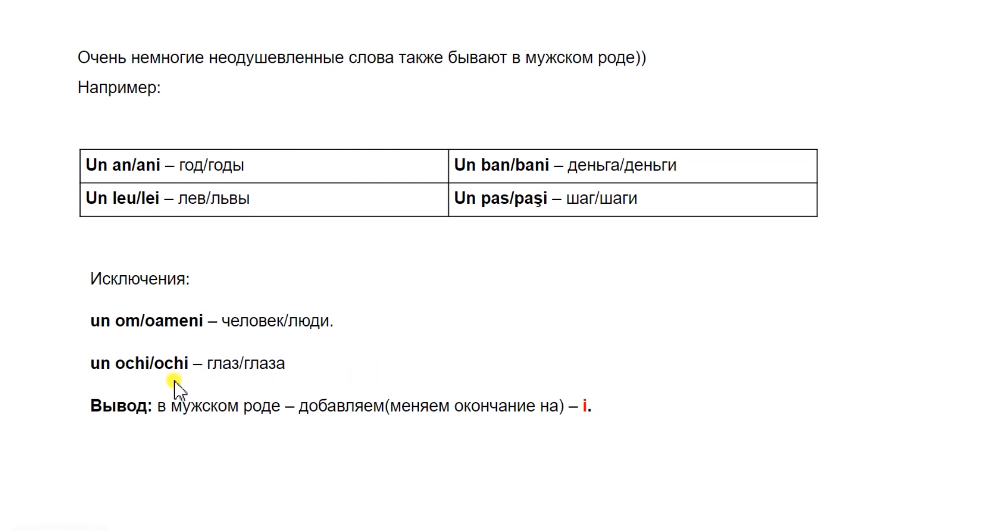 Очень немногие неодушевленные слова также бывают в мужском роде))
Например:
Un an/ani – год/годы
Un ban/bani – деньга/деньги
Un leu/lei – лев/львы
Un pas/paşi – шаг/шаги
Исключения:
un om/oameni – человек/люди.
un ochi/ochi – глаз/глаза
Вывод: в мужском роде – добавляем(меняем окончание на) – i.